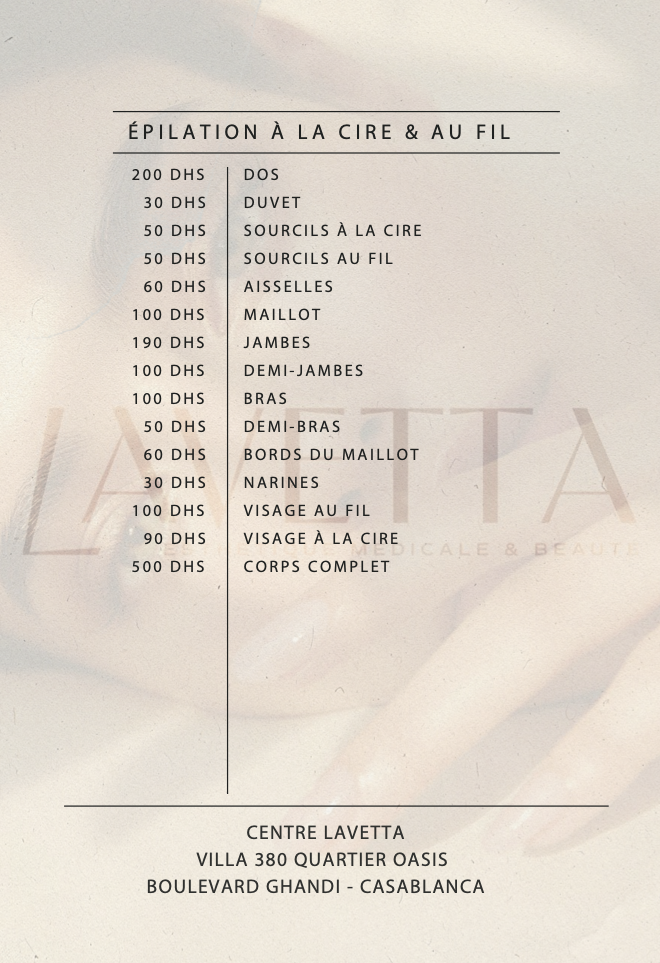 ÉPILATION À LA CIRE & AU FIL
200 DHS DOS
30 DHS DUVET
50 DHS SOURCILS À LA CIRE
50 DHS SOURCILS AU FIL
60 DHS AISSELLES
100 DHS MAILLOT
190 DHS JAMBES
100 DHS DEMI-JAMBES
100 DHS BRAS
50 DHS DEMI-BRAS
60 DHS BORDS DU MAILLOT
30 DHS NARINES
100 DHS VISAGE AU FIL
90 DHS VISAGE À LA CIRE
500 DHS CORPS COMPLET
LAVETTA
ESTHETIQUE MEDICALE & BEAUTE
CENTRE LAVETTA
VILLA 380 QUARTIER OASIS
BOULEVARD GHANDI - CASABLANCA